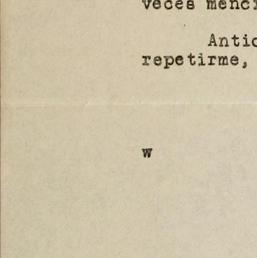 veces menci
Antic
repetirme,
w